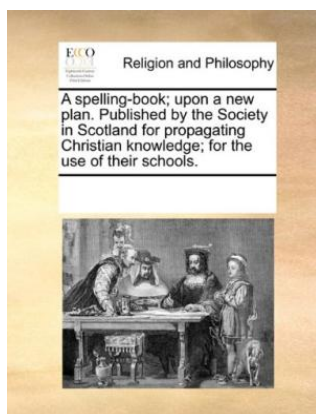 ECCO
Religion and Philosophy
A spelling-book; upon a new
plan. Published by the Society
in Scotland for propagating
Christian knowledge; for the
use of their schools.